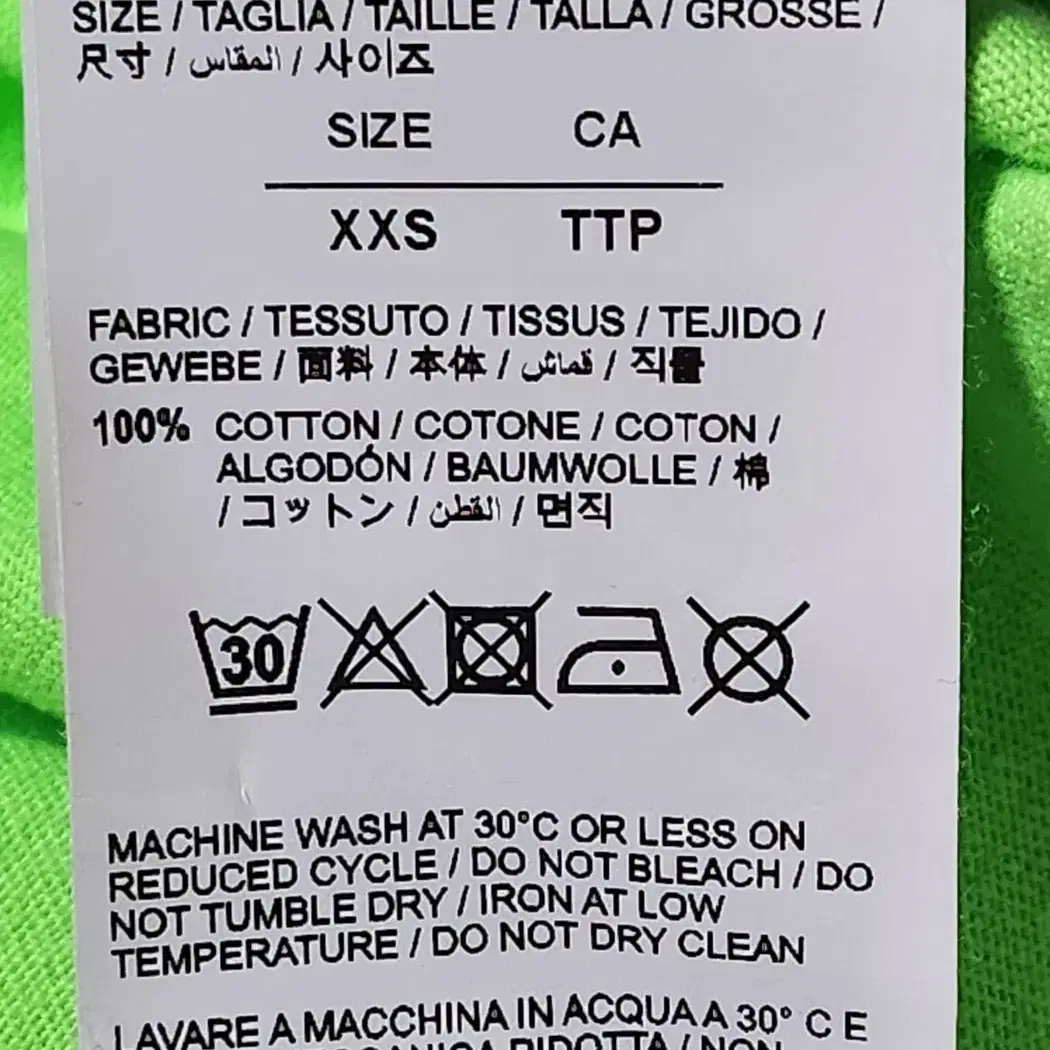 SIZE / TAGLIA / TAILLE / TALLA / GROSSE /
尺寸 / المقاس / 사이즈
SIZE CA
XXS TTP
FABRIC / TESSUTO / TISSUS / TEJIDO /
GEWEBE / 面料 / 本体 / قماش / 직물
100% COTTON / COTONE / COTON /
ALGODÓN / BAUMWOLLE / 棉
/ コットン / القطن / 면직
30
MACHINE WASH AT 30°C OR LESS ON
REDUCED CYCLE / DO NOT BLEACH / DO
NOT TUMBLE DRY / IRON AT LOW
TEMPERATURE / DO NOT DRY CLEAN
LAVARE A MACCHINA IN ACQUA A 30° C E
RIDOTTA / NON